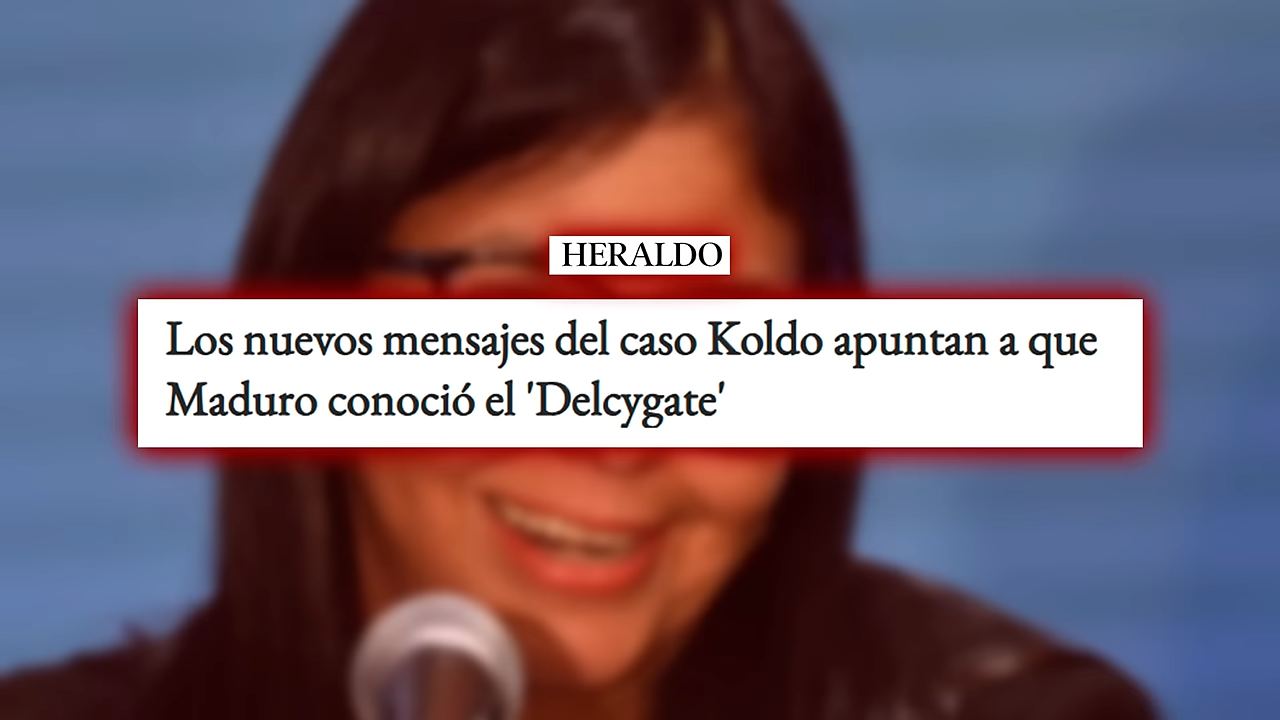 HERALDO
Los nuevos mensajes del caso Koldo apuntan a que
Maduro conoció el 'Delcygate'